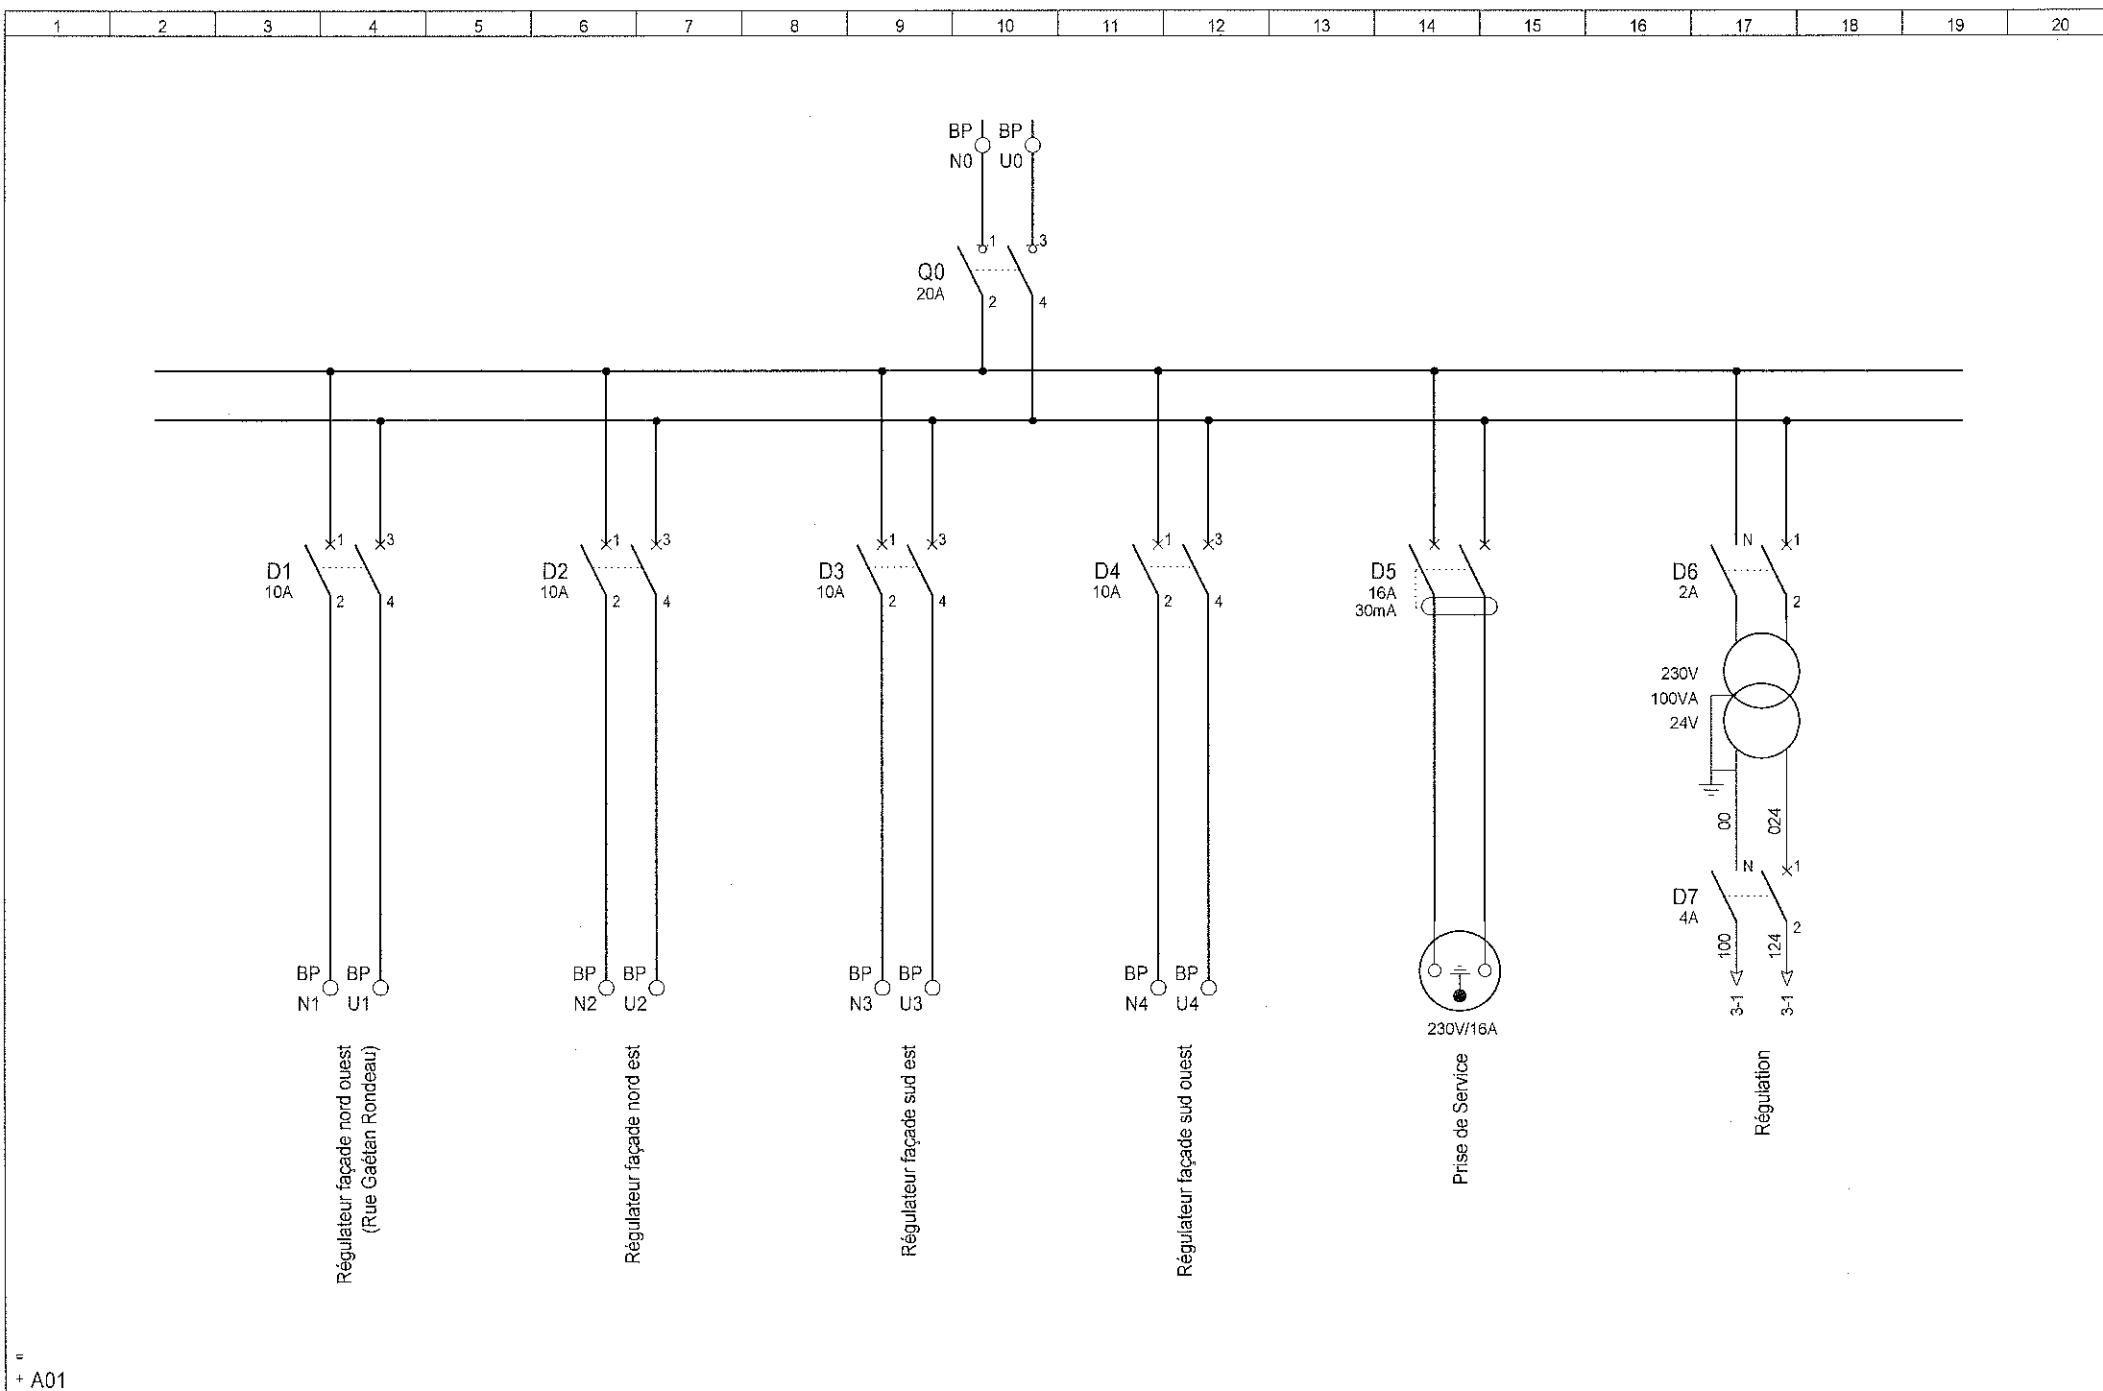 1 2 3 4 5 6 7 8 9 10 11 12 13 14 15 16 17 18 19 20
BP BP
N0 U0
1 3
Q0
20A
2 4
1 3
D1
10A
2 4
1 3
D2
10A
2 4
1 3
D3
10A
2 4
1 3
D4
10A
2 4
D5
16A
30mA
N 1
D6
2A
2
230V
100VA
24V
00 024
N 1
D7
4A
2
100 124
3-1 3-1
BP BP
N1 U1
BP BP
N2 U2
BP BP
N3 U3
BP BP
N4 U4
230V/16A
Régulateur façade nord ouest
(Rue Gaétan Rondeau)
Régulateur façade nord est
Régulateur façade sud est
Régulateur façade sud ouest
Prise de Service
Régulation
=
+ A01